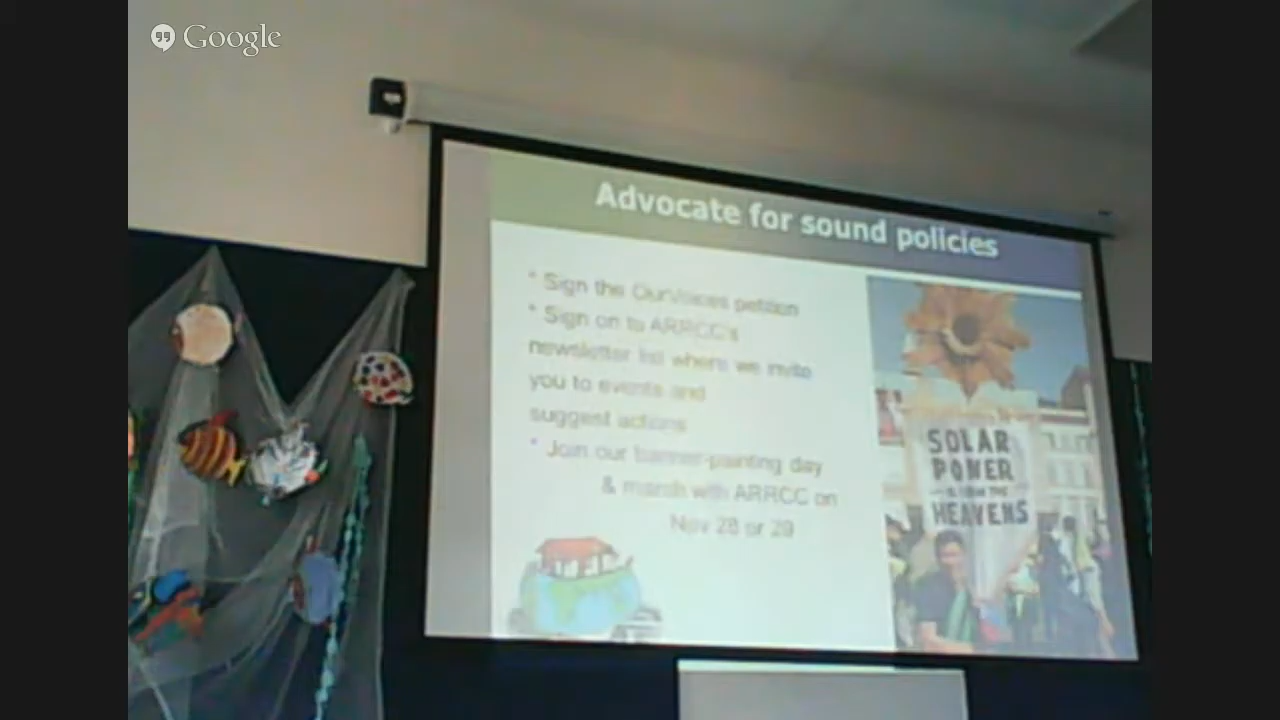 Google
Advocate for sound policies
* Sign the OurVoices petition
* Sign on to ARRCC's
newsletter list where we invite
you to events and
suggest actions
* Join our banner-painting day
& march with ARRCC on
Nov 28 or 29
SOLAR
POWER
IS FROM THE
HEAVENS